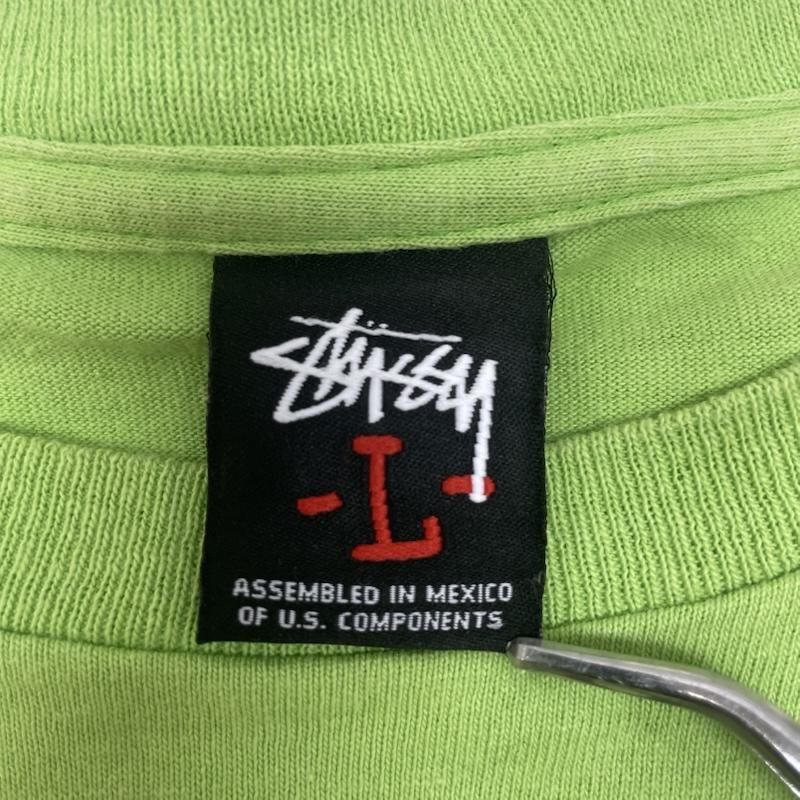 Stüssy
-L-
ASSEMBLED IN MEXICO
OF U.S. COMPONENTS